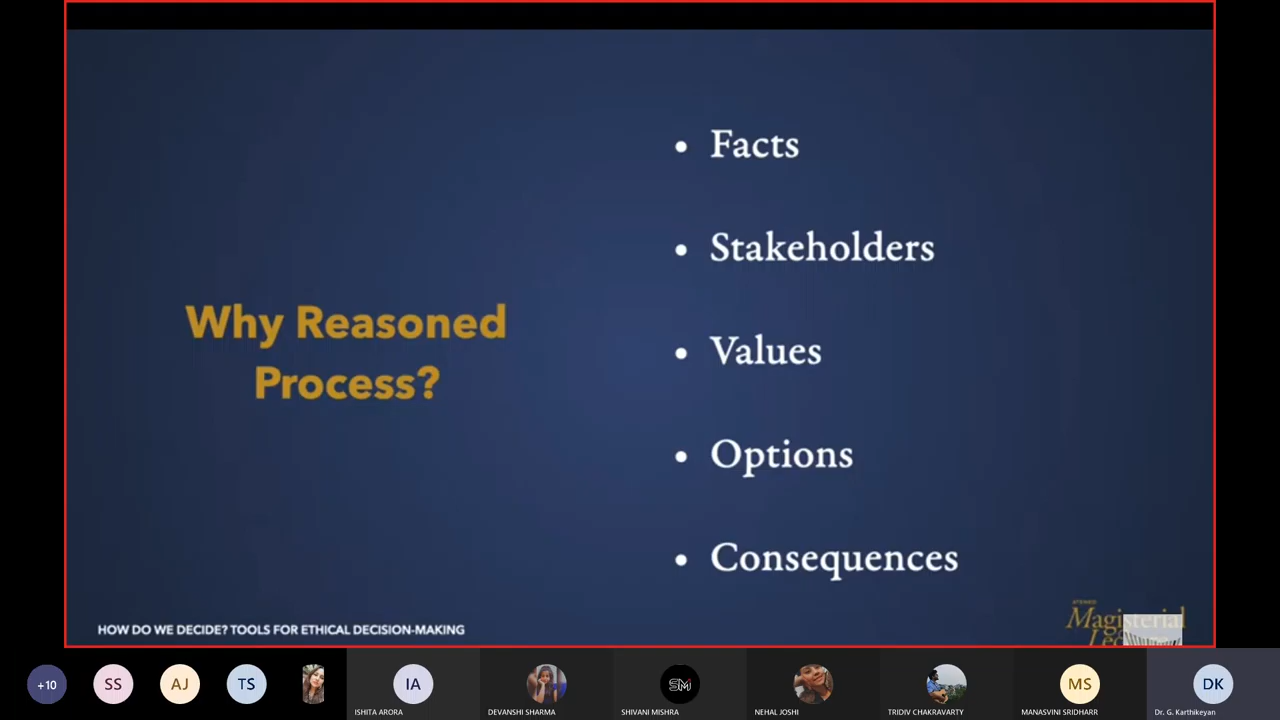 Facts
Stakeholders
Why Reasoned
Process?
Values
Options
Consequences
HOW DO WE DECIDE? TOOLS FOR ETHICAL DECISION-MAKING
Magisterial
+10
SS
AJ
TS
IA
SM
MS
DK
ISHITA ARORA
DEVANSHI SHARMA
SHIVANI MISHRA
NEHAL JOSHI
TRIDIV CHAKRAVARTY
MANASVINI SRIDHARR
Dr. G. Karthikeyan